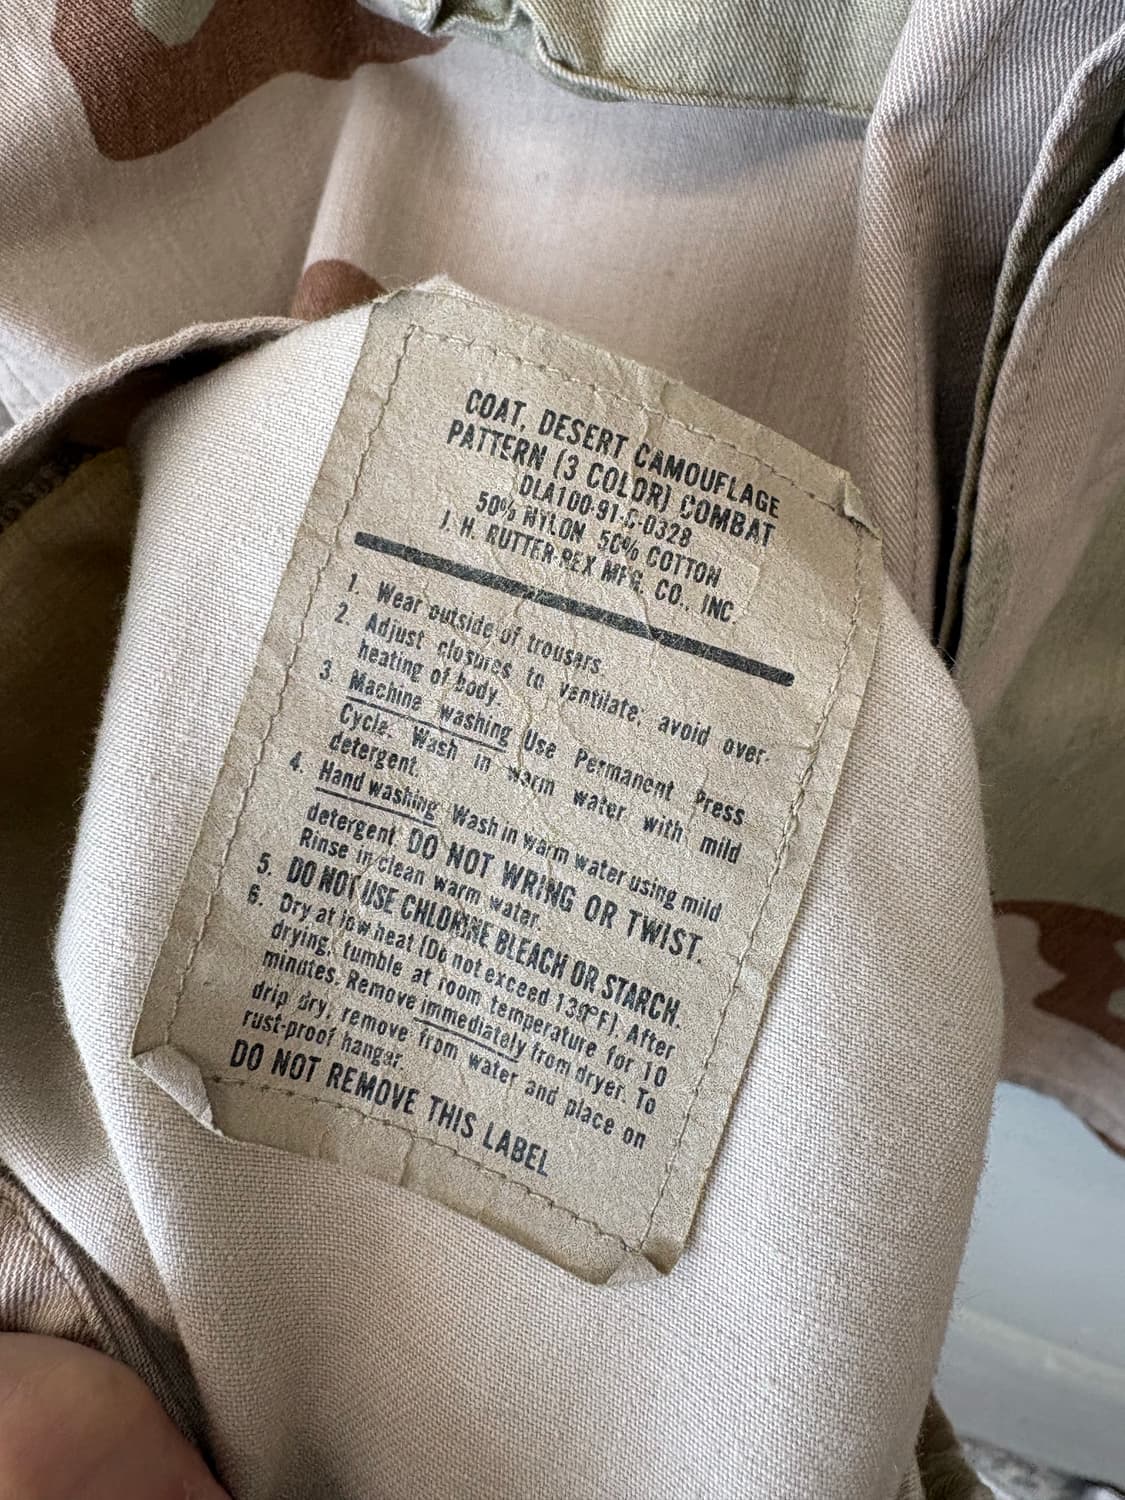 COAT, DESERT CAMOUFLAGE
PATTERN (3 COLOR) COMBAT
DLA100-91-C-0328
50% NYLON 50% COTTON
J. H. RUTTER-REX MFG. CO., INC.
1. Wear outside of trousers.
2. Adjust closures to ventilate, avoid over-
heating of body.
3. Machine washing Use Permanent Press
Cycle. Wash in warm water with mild
detergent.
4. Hand washing Wash in warm water using mild
detergent DO NOT WRING OR TWIST.
Rinse in clean warm water.
5. DO NOT USE CHLORINE BLEACH OR STARCH.
6. Dry at low heat (Do not exceed 130°F). After
drying, tumble at room temperature for 10
minutes. Remove immediately from dryer. To
drip dry, remove from water and place on
rust-proof hangar.
DO NOT REMOVE THIS LABEL